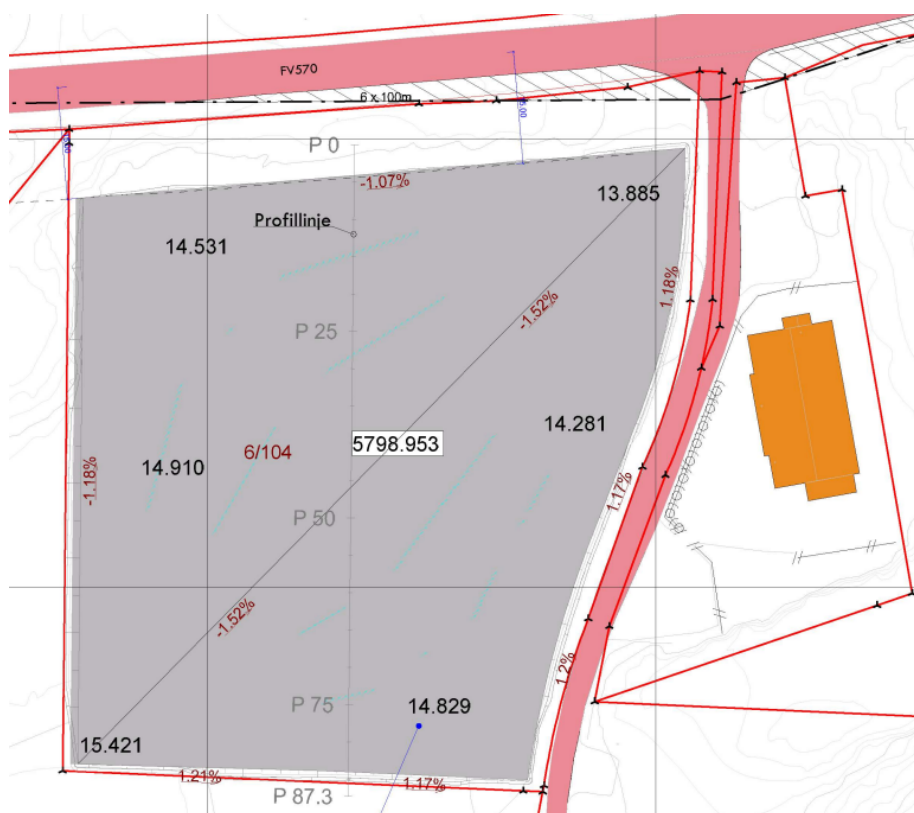 FV570
6 x 100m
15.00
P 0
-1.07%
13.885
Profillinje
14.531
1.18%
-1.52%
P 25
14.281
5798.953
6/104
14.910
-1.18%
1.17%
P 50
-1.52%
1.2%
P 75
14.829
15.421
1.21%
1.17%
P 87.3